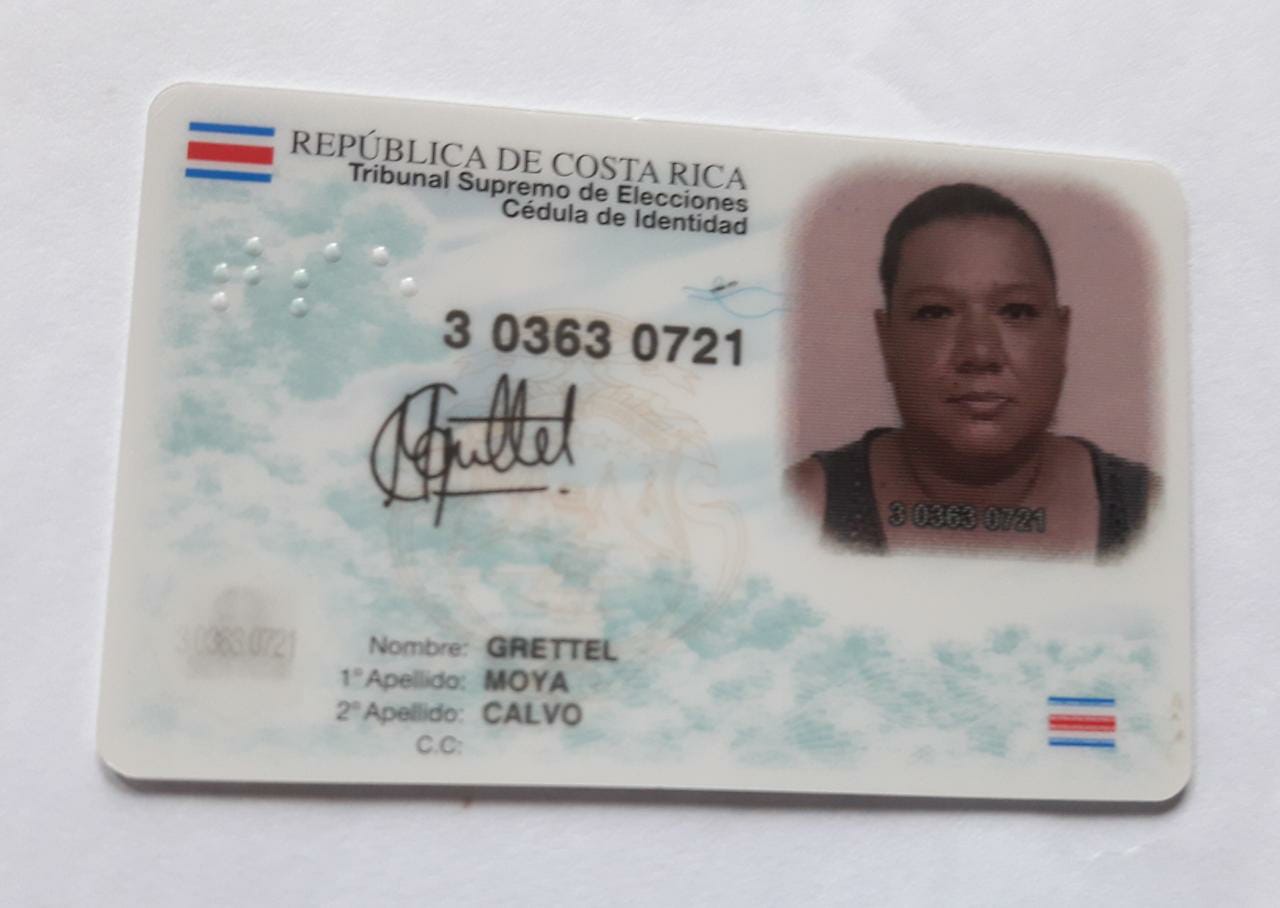 REPÚBLICA DE COSTA RICA
Tribunal Supremo de Elecciones
Cédula de Identidad
3 0363 0721
Grettel
3 0363 0721
3 0363 0721
Nombre: GRETTEL
1° Apellido: MOYA
2° Apellido: CALVO
C.C: